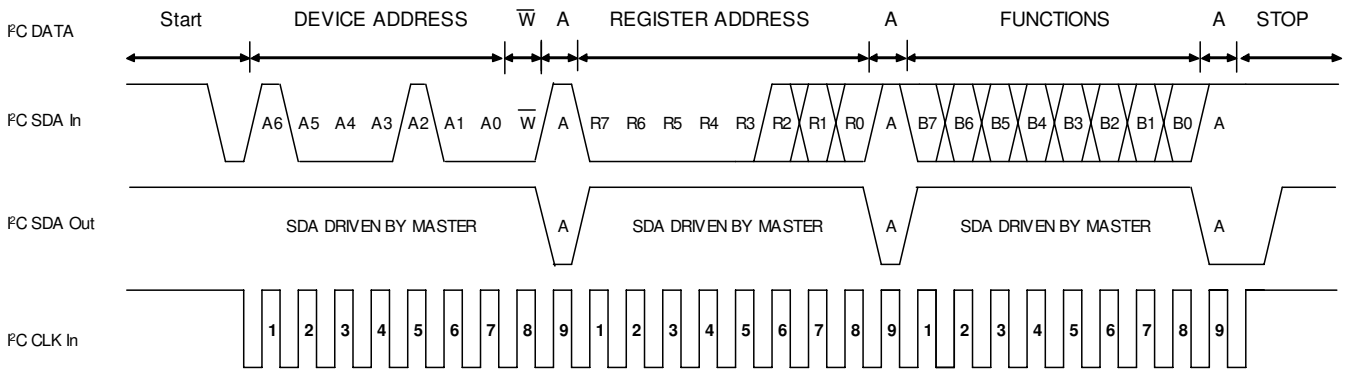 I²C DATA Start DEVICE ADDRESS W̅ A REGISTER ADDRESS A FUNCTIONS A STOP
I²C SDA In A6 A5 A4 A3 A2 A1 A0 W̅ A R7 R6 R5 R4 R3 R2 R1 R0 A B7 B6 B5 B4 B3 B2 B1 B0 A
I²C SDA Out SDA DRIVEN BY MASTER A SDA DRIVEN BY MASTER A SDA DRIVEN BY MASTER A
I²C CLK In 1 2 3 4 5 6 7 8 9 1 2 3 4 5 6 7 8 9 1 2 3 4 5 6 7 8 9